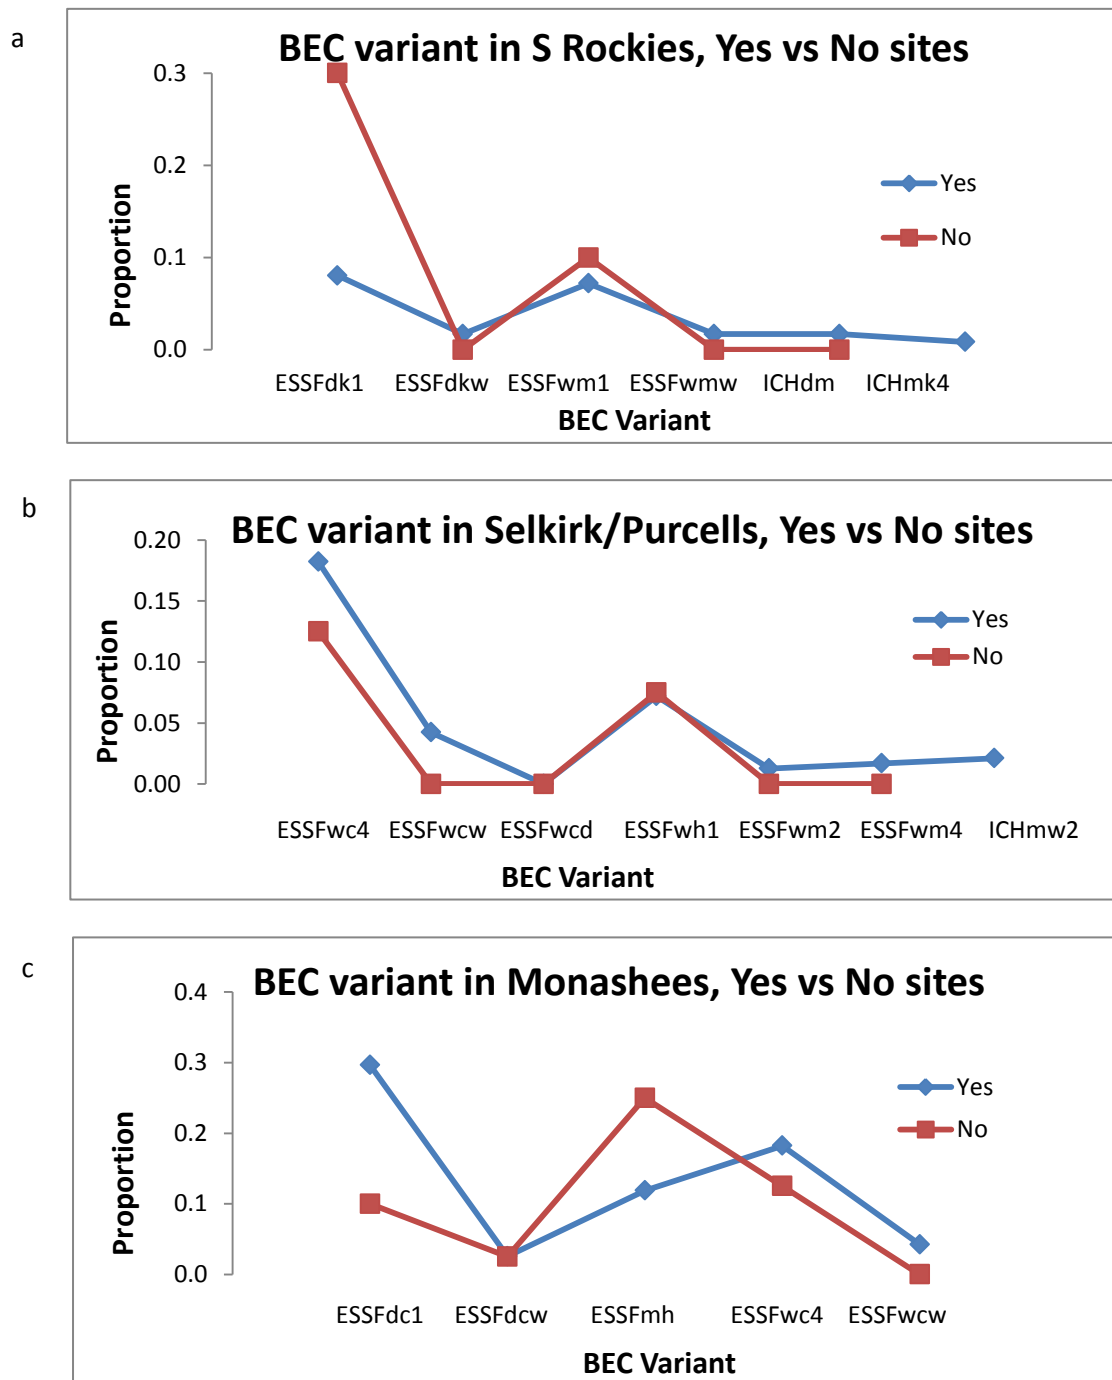 a
BEC variant in S Rockies, Yes vs No sites
0.3
0.2
0.1
0.0
Proportion
Yes
No
ESSFdk1 ESSFdkw ESSFwm1 ESSFwmw ICHdm ICHmk4
BEC Variant
b
BEC variant in Selkirk/Purcells, Yes vs No sites
0.20
0.15
0.10
0.05
0.00
Proportion
Yes
No
ESSFwc4 ESSFwcw ESSFwcd ESSFwh1 ESSFwm2 ESSFwm4 ICHmw2
BEC Variant
c
BEC variant in Monashees, Yes vs No sites
0.4
0.3
0.2
0.1
0.0
Proportion
Yes
No
ESSFdc1 ESSFdcw ESSFmh ESSFwc4 ESSFwcw
BEC Variant